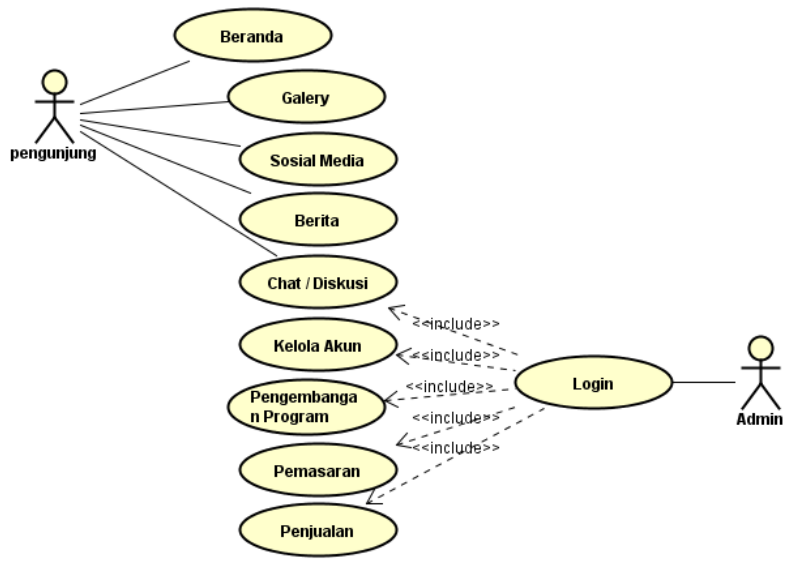 Beranda
Galery
pengunjung
Sosial Media
Berita
Chat / Diskusi
<<include>>
Kelola Akun
<<include>>
Pengembanga
n Program
<<include>>
Login
Admin
<<include>>
Pemasaran
<<include>>
Penjualan